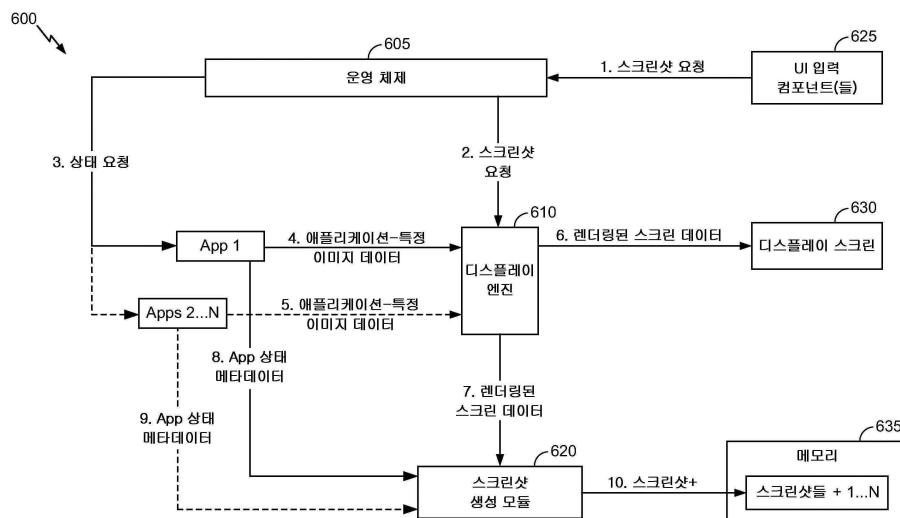 600
605
운영 체제
1. 스크린샷 요청
625
UI 입력
컴포넌트(들)
3. 상태 요청
2. 스크린샷
요청
610
630
App 1
4. 애플리케이션-특정
이미지 데이터
디스플레이
엔진
6. 렌더링된 스크린 데이터
디스플레이 스크린
Apps 2...N
5. 애플리케이션-특정
이미지 데이터
8. App 상태
메타데이터
7. 렌더링된
스크린 데이터
9. App 상태
메타데이터
620
635
스크린샷
생성 모듈
10. 스크린샷+
메모리
스크린샷들 + 1...N